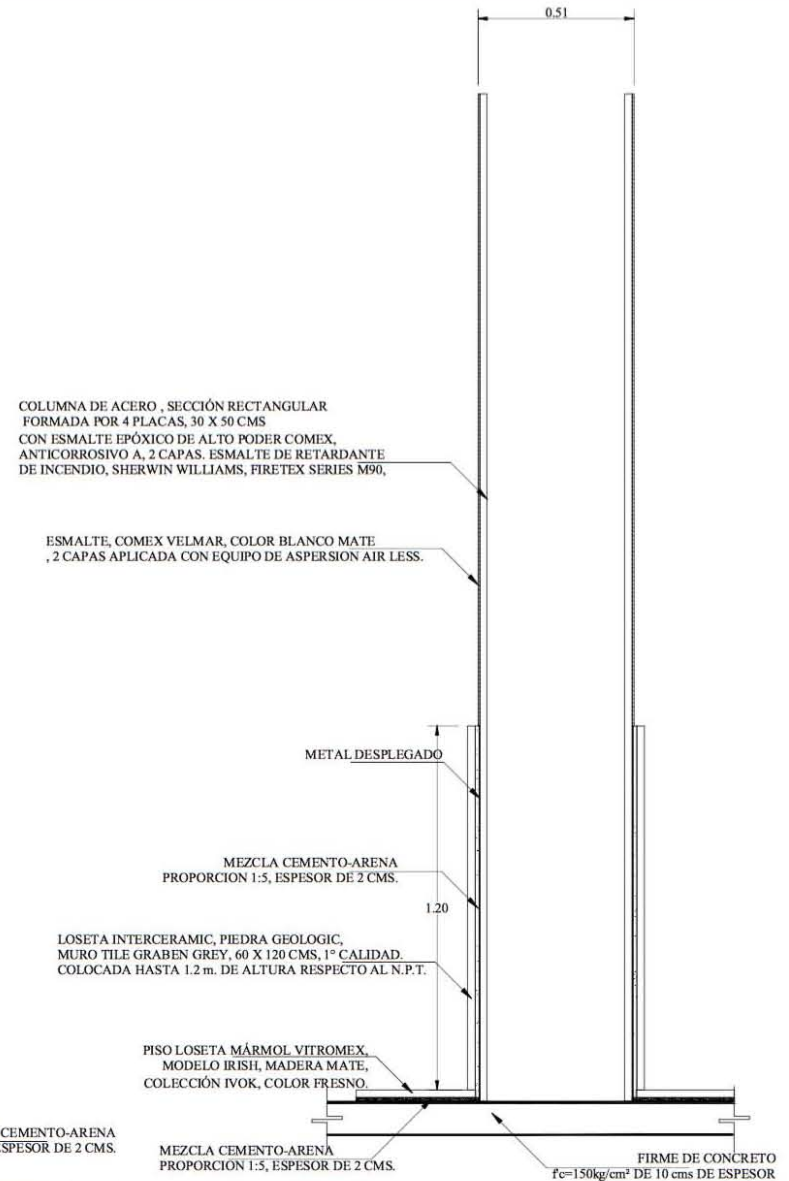 0.51
COLUMNA DE ACERO , SECCIÓN RECTANGULAR
FORMADA POR 4 PLACAS, 30 X 50 CMS
CON ESMALTE EPÓXICO DE ALTO PODER COMEX,
ANTICORROSIVO A, 2 CAPAS. ESMALTE DE RETARDANTE
DE INCENDIO, SHERWIN WILLIAMS, FIRETEX SERIES M90,
ESMALTE, COMEX VELMAR, COLOR BLANCO MATE
, 2 CAPAS APLICADA CON EQUIPO DE ASPERSION AIR LESS.
METAL DESPLEGADO
MEZCLA CEMENTO-ARENA
PROPORCION 1:5, ESPESOR DE 2 CMS.
1.20
LOSETA INTERCERAMIC, PIEDRA GEOLOGIC,
MURO TILE GRABEN GREY, 60 X 120 CMS, 1° CALIDAD.
COLOCADA HASTA 1.2 m. DE ALTURA RESPECTO AL N.P.T.
PISO LOSETA MÁRMOL VITROMEX,
MODELO IRISH, MADERA MATE,
COLECCIÓN IVOK, COLOR FRESNO.
CEMENTO-ARENA
ESPESOR DE 2 CMS.
MEZCLA CEMENTO-ARENA
PROPORCION 1:5, ESPESOR DE 2 CMS.
FIRME DE CONCRETO
f'c=150kg/cm² DE 10 cms DE ESPESOR